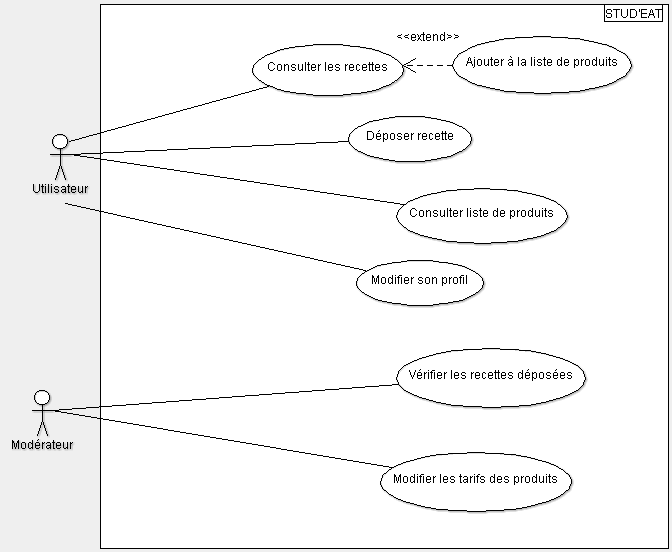 STUD'EAT
<<extend>>
Consulter les recettes
Ajouter à la liste de produits
Déposer recette
Utilisateur
Consulter liste de produits
Modifier son profil
Vérifier les recettes déposées
Modérateur
Modifier les tarifs des produits